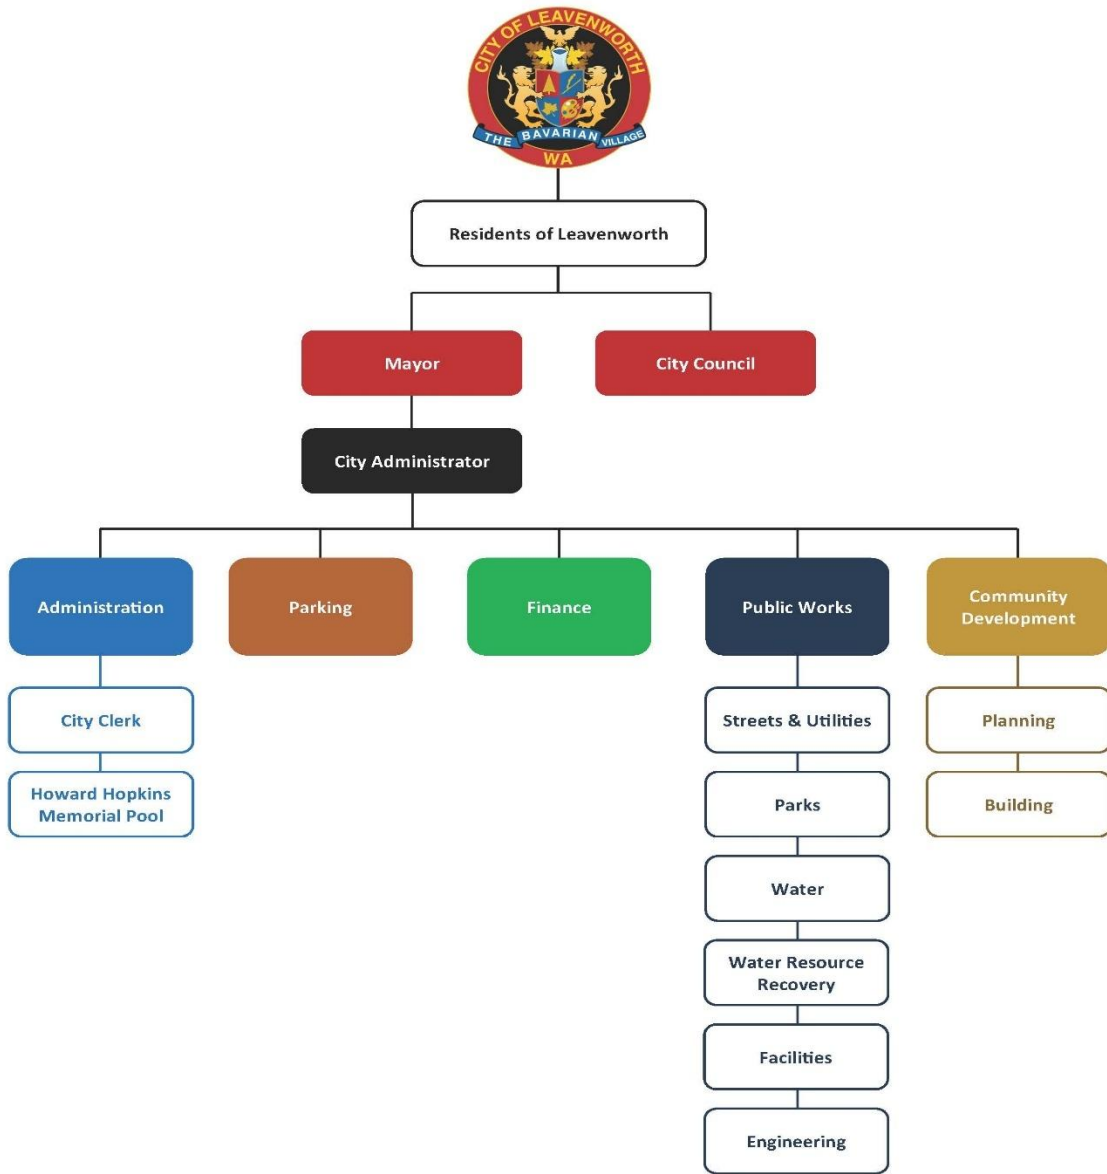 CITY OF LEAVENWORTH
THE BAVARIAN VILLAGE
WA
Residents of Leavenworth
Mayor
City Council
City Administrator
Administration
Parking
Finance
Public Works
Community
Development
City Clerk
Streets & Utilities
Planning
Howard Hopkins
Memorial Pool
Parks
Building
Water
Water Resource
Recovery
Facilities
Engineering